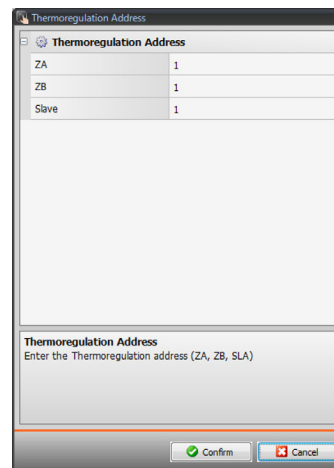 Thermoregulation Address
Thermoregulation Address
ZA 1
ZB 1
Slave 1
Thermoregulation Address
Enter the Thermoregulation address (ZA, ZB, SLA)
Confirm Cancel